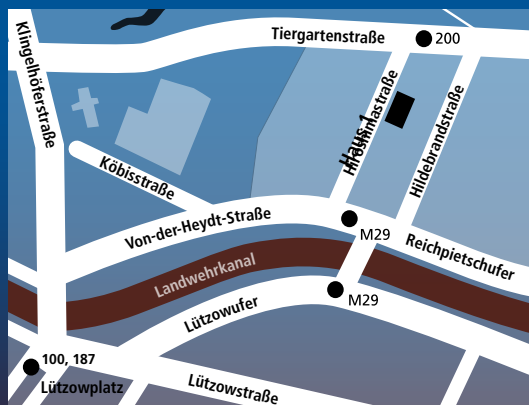 Klingelhöferstraße
Tiergartenstraße
200
Haus 1
Hiroshimastraße
Hildebrandstraße
Köbisstraße
Von-der-Heydt-Straße
M29
Reichpietschufer
Landwehrkanal
M29
Lützowufer
100, 187
Lützowplatz
Lützowstraße